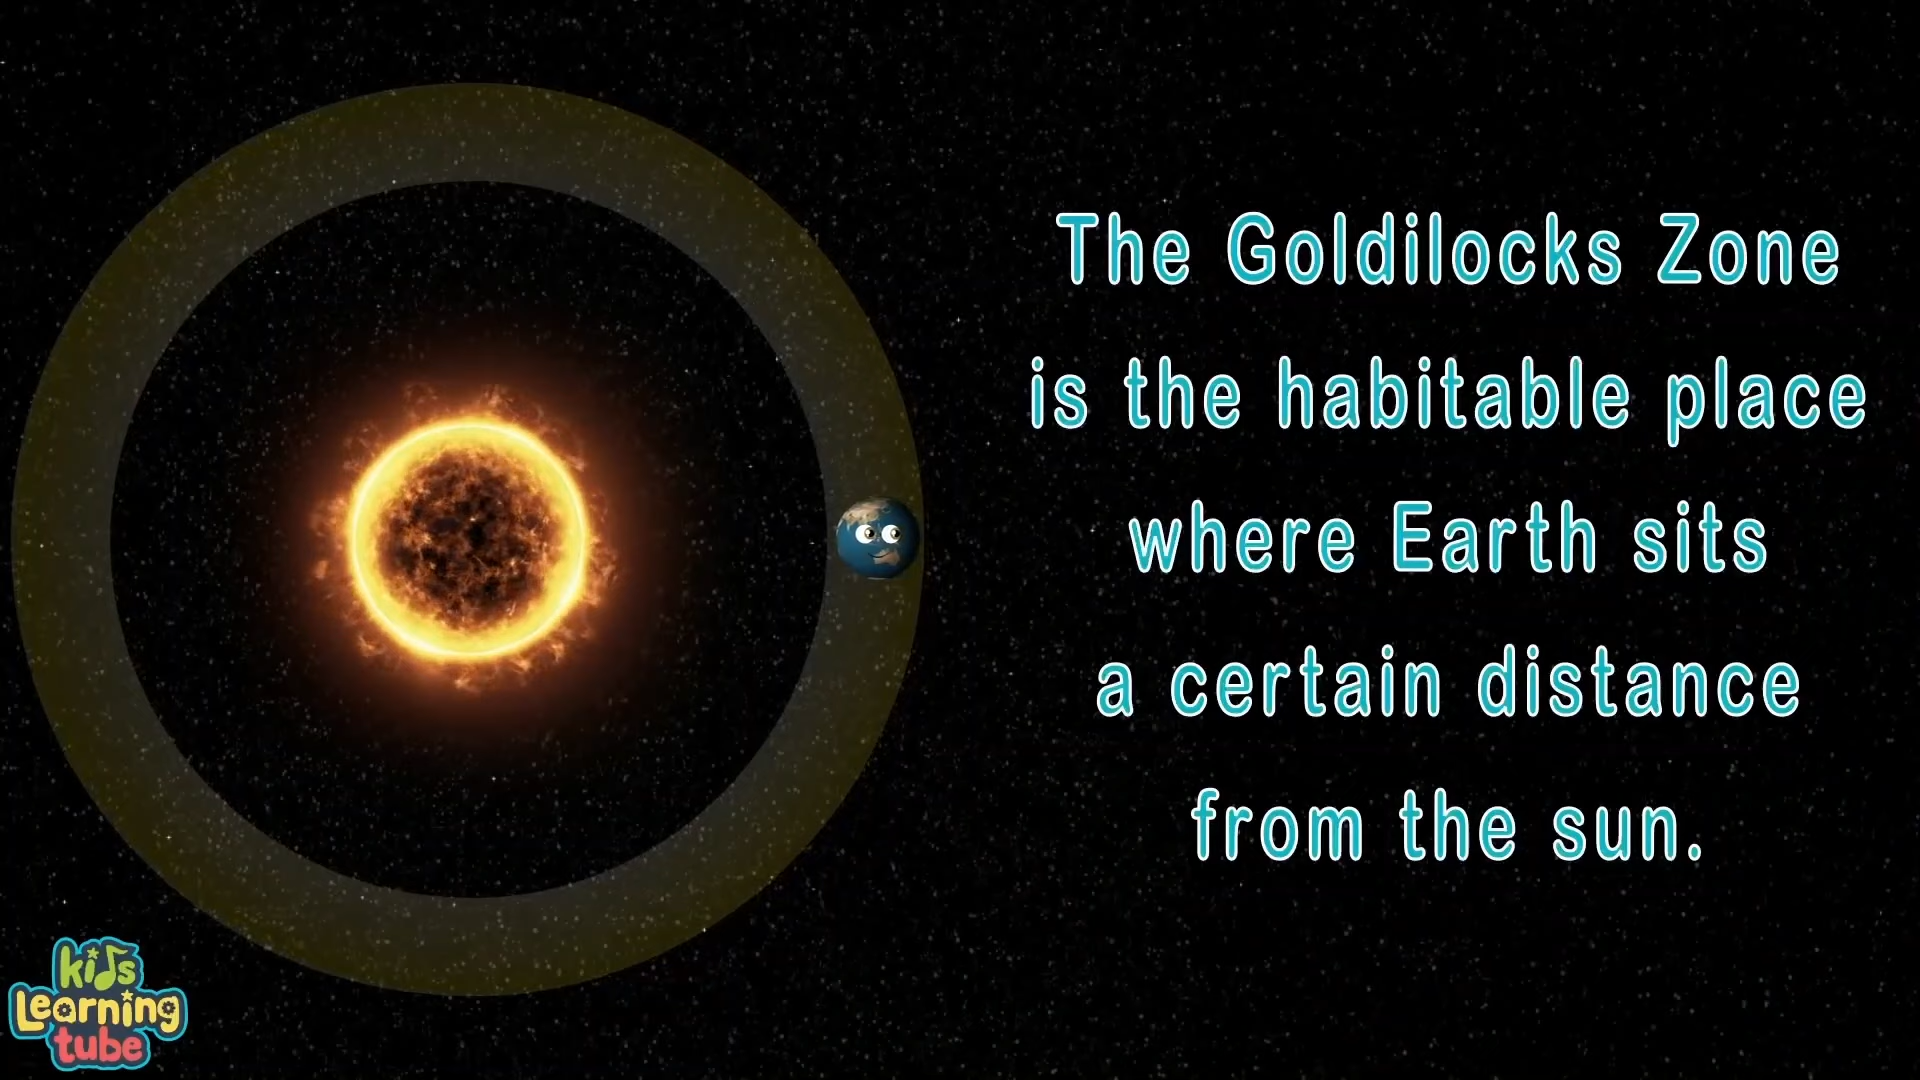 The Goldilocks Zone
is the habitable place
where Earth sits
a certain distance
from the sun.
kids
Learning
tube